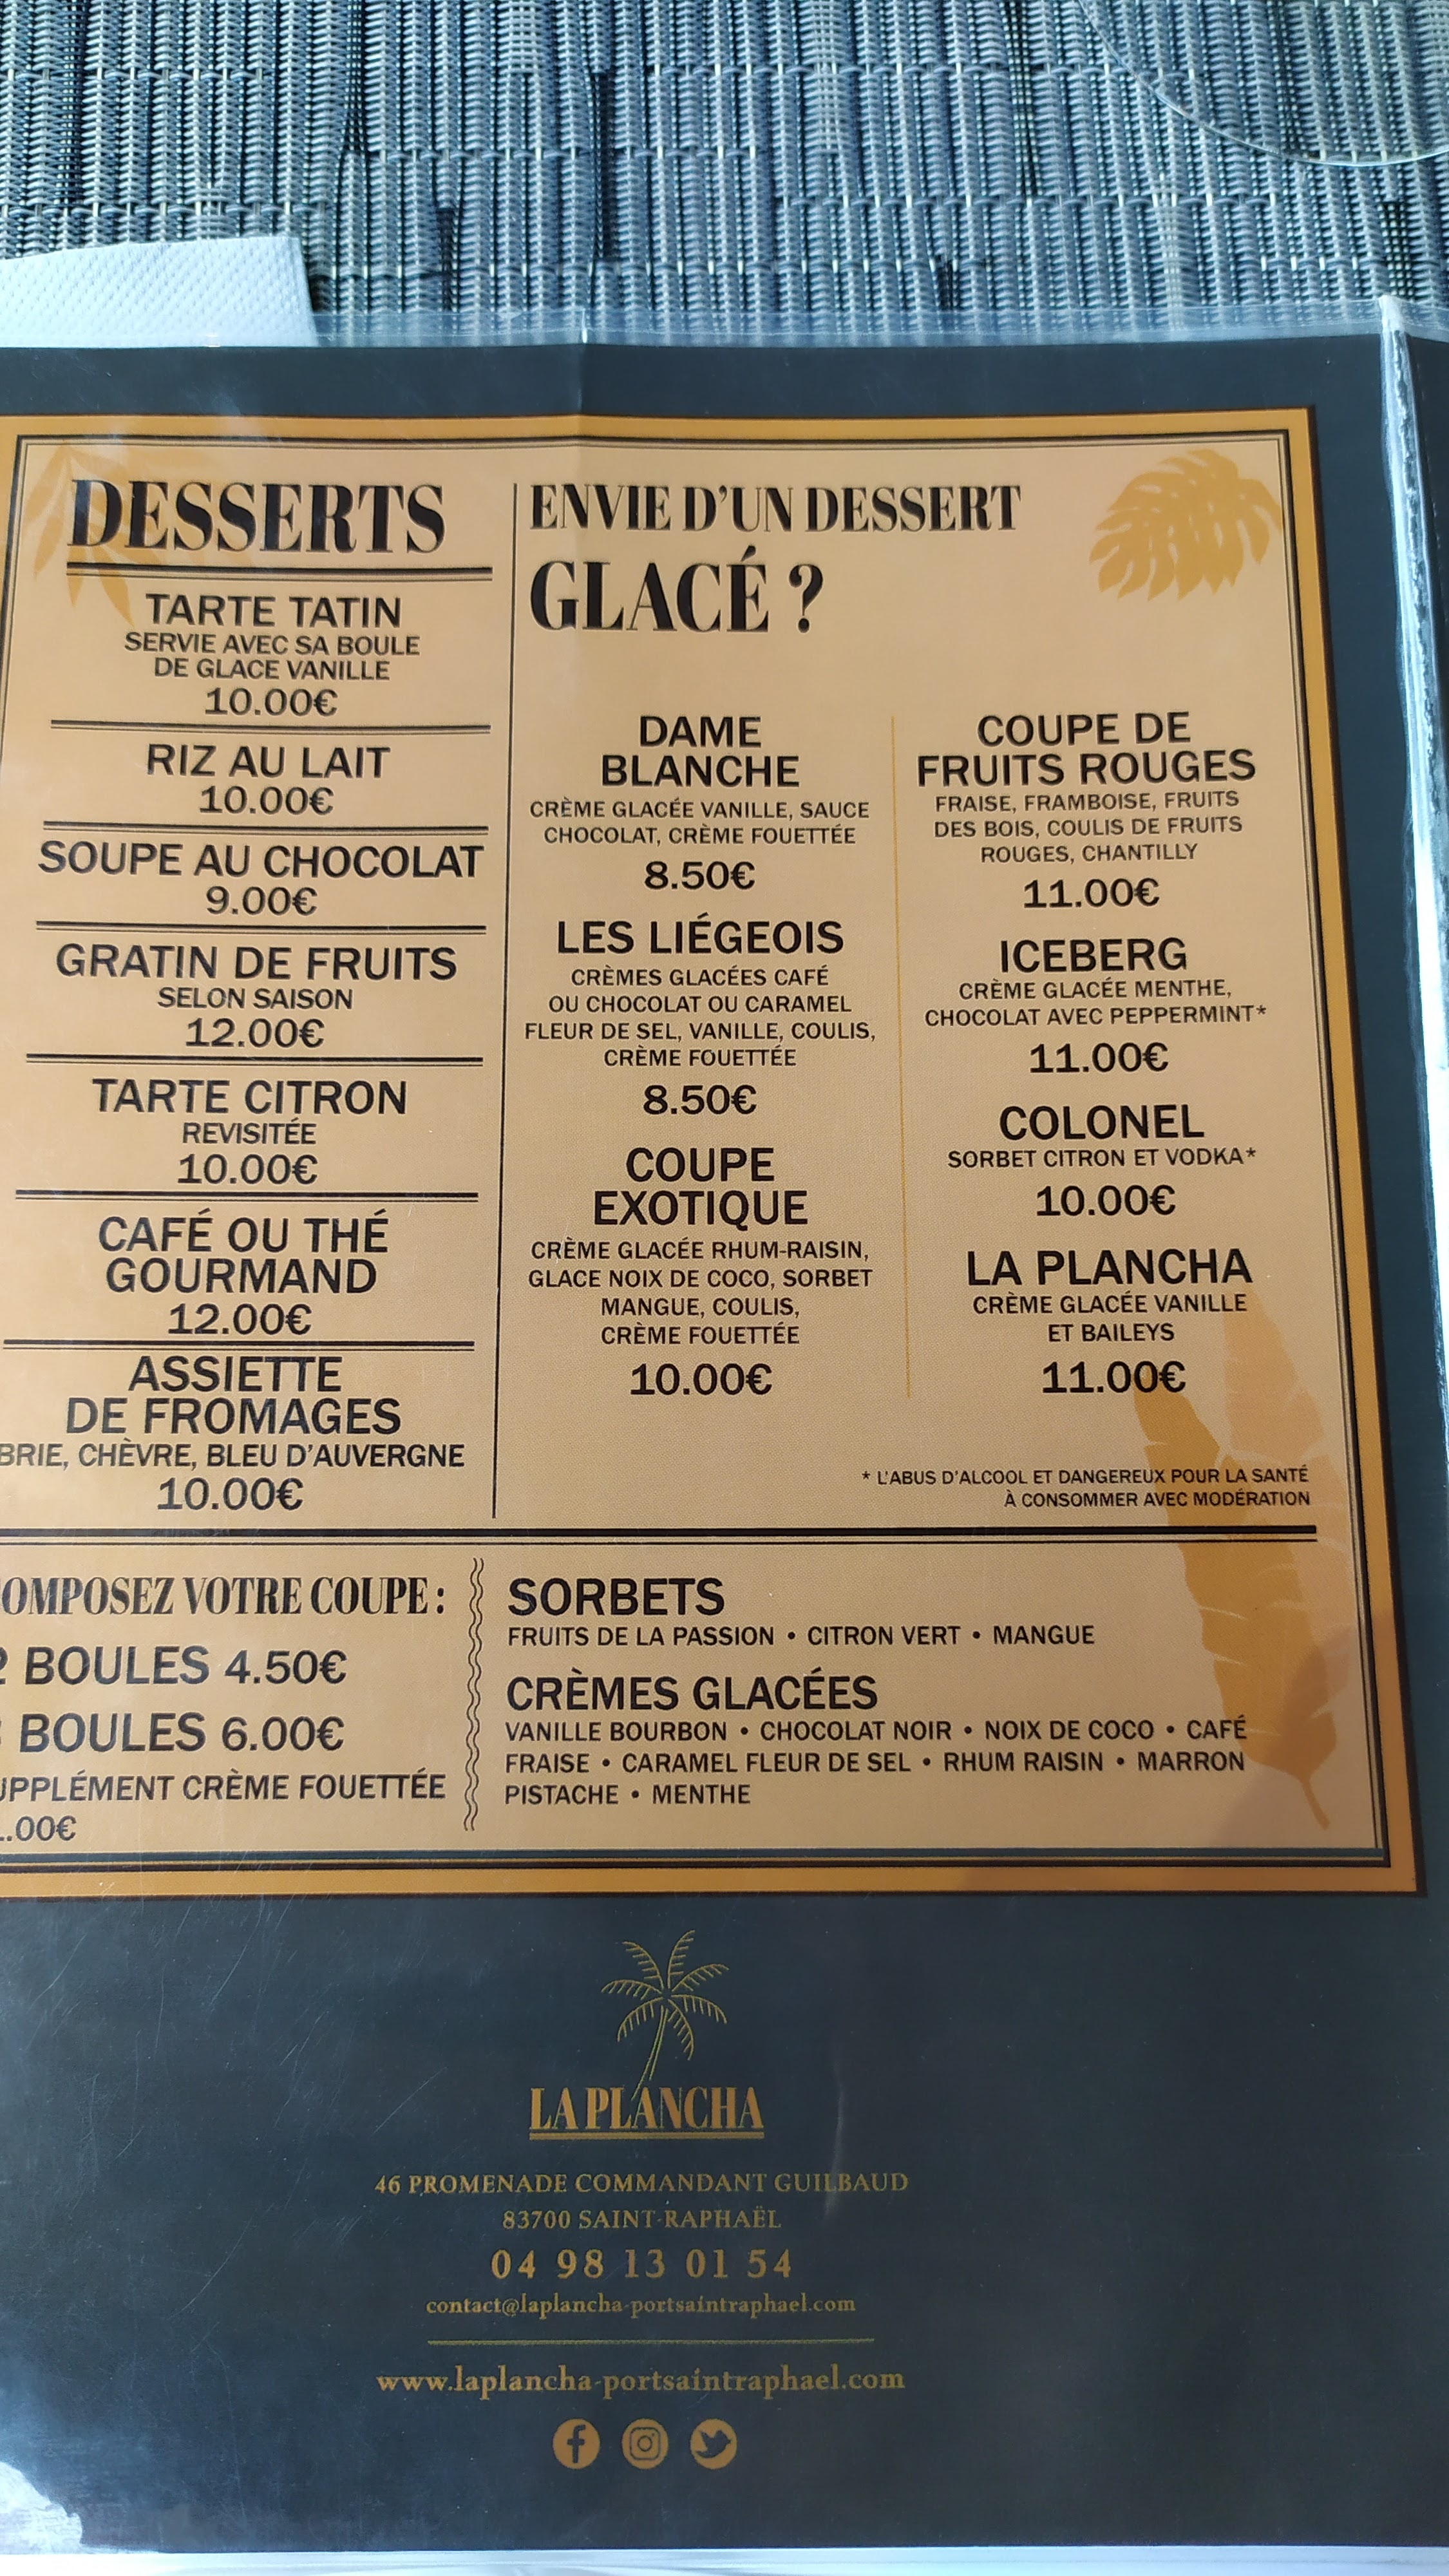 DESSERTS
TARTE TATIN
SERVIE AVEC SA BOULE
DE GLACE VANILLE
10.00€
RIZ AU LAIT
10.00€
SOUPE AU CHOCOLAT
9.00€
GRATIN DE FRUITS
SELON SAISON
12.00€
TARTE CITRON
REVISITÉE
10.00€
CAFÉ OU THÉ
GOURMAND
12.00€
ASSIETTE
DE FROMAGES
BRIE, CHÈVRE, BLEU D'AUVERGNE
10.00€
ENVIE D'UN DESSERT
GLACÉ ?
DAME
BLANCHE
CRÈME GLACÉE VANILLE, SAUCE
CHOCOLAT, CRÈME FOUETTÉE
8.50€
LES LIÉGEOIS
CRÈMES GLACÉES CAFÉ
OU CHOCOLAT OU CARAMEL
FLEUR DE SEL, VANILLE, COULIS,
CRÈME FOUETTÉE
8.50€
COUPE
EXOTIQUE
CRÈME GLACÉE RHUM-RAISIN,
GLACE NOIX DE COCO, SORBET
MANGUE, COULIS,
CRÈME FOUETTÉE
10.00€
COUPE DE
FRUITS ROUGES
FRAISE, FRAMBOISE, FRUITS
DES BOIS, COULIS DE FRUITS
ROUGES, CHANTILLY
11.00€
ICEBERG
CRÈME GLACÉE MENTHE,
CHOCOLAT AVEC PEPPERMINT*
11.00€
COLONEL
SORBET CITRON ET VODKA*
10.00€
LA PLANCHA
CRÈME GLACÉE VANILLE
ET BAILEYS
11.00€
* L'ABUS D'ALCOOL ET DANGEREUX POUR LA SANTÉ
À CONSOMMER AVEC MODÉRATION
OMPOSEZ VOTRE COUPE :
2 BOULES 4.50€
BOULES 6.00€
UPPLÉMENT CRÈME FOUETTÉE
.00€
SORBETS
FRUITS DE LA PASSION • CITRON VERT • MANGUE
CRÈMES GLACÉES
VANILLE BOURBON • CHOCOLAT NOIR • NOIX DE COCO • CAFÉ
FRAISE • CARAMEL FLEUR DE SEL • RHUM RAISIN • MARRON
PISTACHE • MENTHE
LA PLANCHA
46 PROMENADE COMMANDANT GUILBAUD
83700 SAINT-RAPHAËL
04 98 13 01 54
contact@laplancha-portsaintraphael.com
www.laplancha-portsaintraphael.com